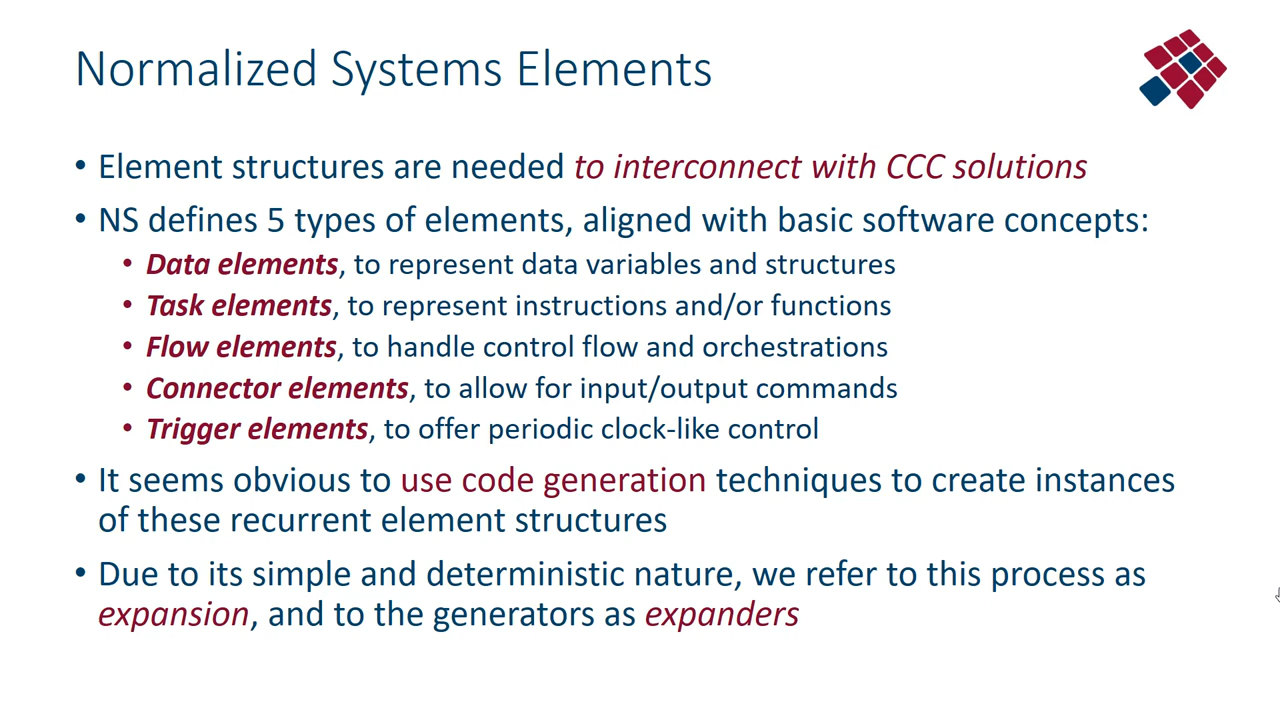 Normalized Systems Elements
• Element structures are needed to interconnect with CCC solutions
• NS defines 5 types of elements, aligned with basic software concepts:
• Data elements, to represent data variables and structures
• Task elements, to represent instructions and/or functions
• Flow elements, to handle control flow and orchestrations
• Connector elements, to allow for input/output commands
• Trigger elements, to offer periodic clock-like control
• It seems obvious to use code generation techniques to create instances
of these recurrent element structures
• Due to its simple and deterministic nature, we refer to this process as
expansion, and to the generators as expanders